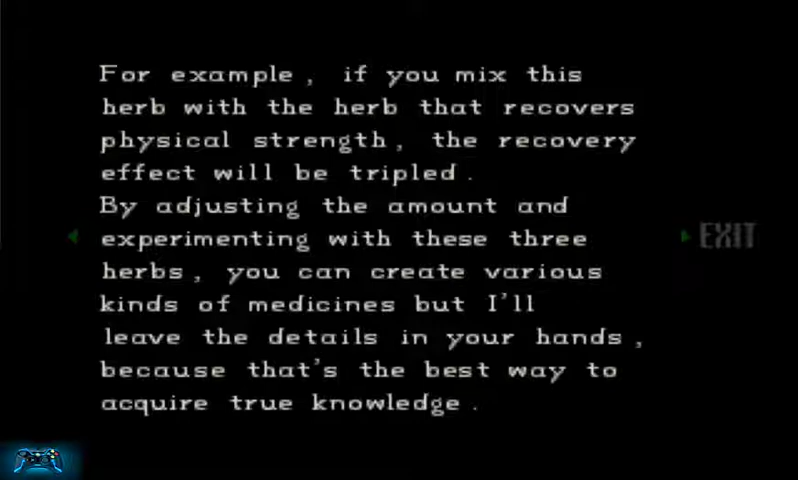 For example, if you mix this
herb with the herb that recovers
physical strength, the recovery
effect will be tripled.
By adjusting the amount and
experimenting with these three
herbs, you can create various
kinds of medicines but I'll
leave the details in your hands,
because that's the best way to
acquire true knowledge.
EXIT